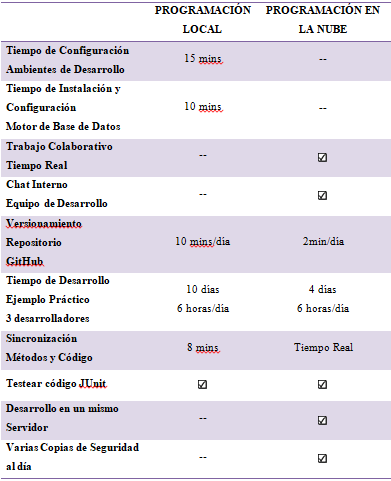 PROGRAMACIÓN LOCAL PROGRAMACIÓN EN LA NUBE
Tiempo de Configuración
Ambientes de Desarrollo 15 mins --
Tiempo de Instalación y
Configuración
Motor de Base de Datos 10 mins --
Trabajo Colaborativo
Tiempo Real -- ☑
Chat Interno
Equipo de Desarrollo -- ☑
Versionamiento
Repositorio 10 mins/día 2min/día
GitHub
Tiempo de Desarrollo
Ejemplo Práctico 10 días 4 días
3 desarrolladores 6 horas/día 6 horas/día
Sincronización
Métodos y Código 8 mins Tiempo Real
Testear código JUnit ☑ ☑
Desarrollo en un mismo
Servidor -- ☑
Varias Copias de Seguridad
al día -- ☑